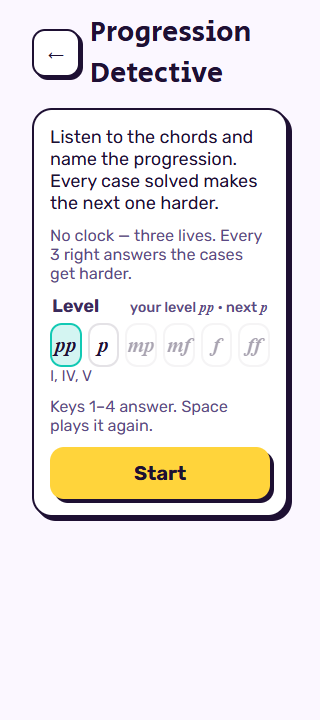 ←
Progression
Detective
Listen to the chords and
name the progression.
Every case solved makes
the next one harder.
No clock — three lives. Every
3 right answers the cases
get harder.
Level your level pp · next p
pp p mp mf f ff
I, IV, V
Keys 1–4 answer. Space
plays it again.
Start